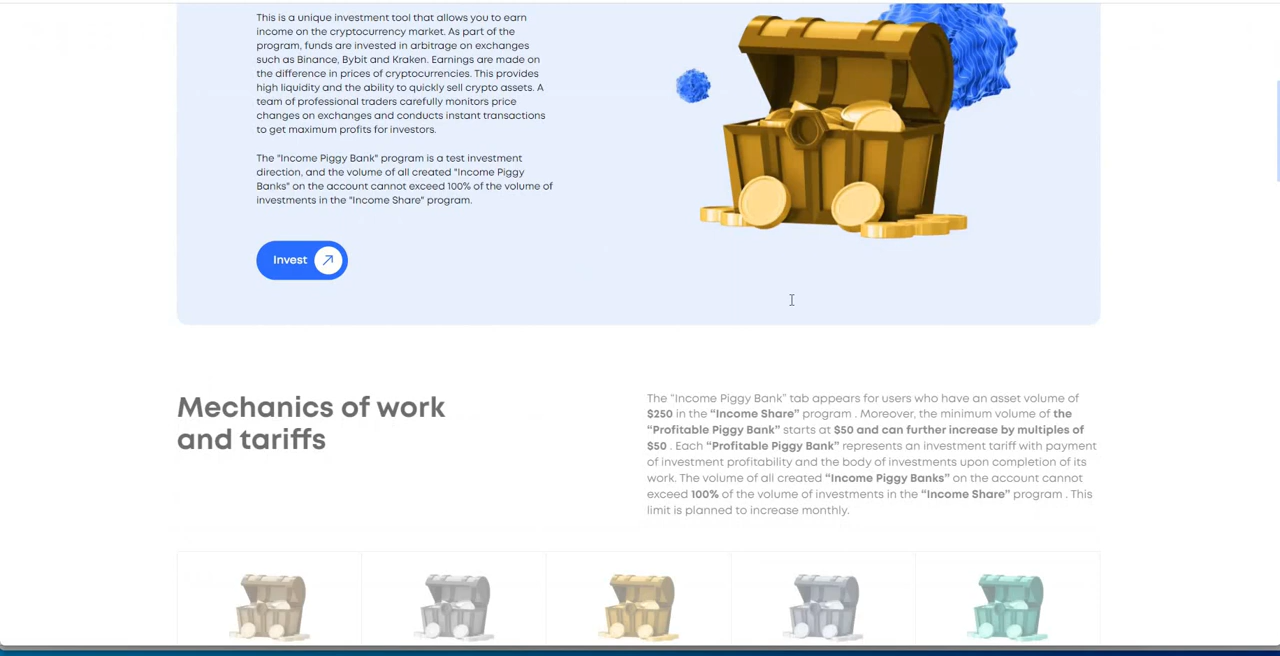 This is a unique investment tool that allows you to earn
income on the cryptocurrency market. As part of the
program, funds are invested in arbitrage on exchanges
such as Binance, Bybit and Kraken. Earnings are made on
the difference in prices of cryptocurrencies. This provides
high liquidity and the ability to quickly sell crypto assets. A
team of professional traders carefully monitors price
changes on exchanges and conducts instant transactions
to get maximum profits for investors.
The "Income Piggy Bank" program is a test investment
direction, and the volume of all created "Income Piggy
Banks" on the account cannot exceed 100% of the volume of
investments in the "Income Share" program.
Invest
Mechanics of work
and tariffs
The “Income Piggy Bank” tab appears for users who have an asset volume of
$250 in the “Income Share” program . Moreover, the minimum volume of the
“Profitable Piggy Bank” starts at $50 and can further increase by multiples of
$50 . Each “Profitable Piggy Bank” represents an investment tariff with payment
of investment profitability and the body of investments upon completion of its
work. The volume of all created “Income Piggy Banks” on the account cannot
exceed 100% of the volume of investments in the “Income Share” program . This
limit is planned to increase monthly.